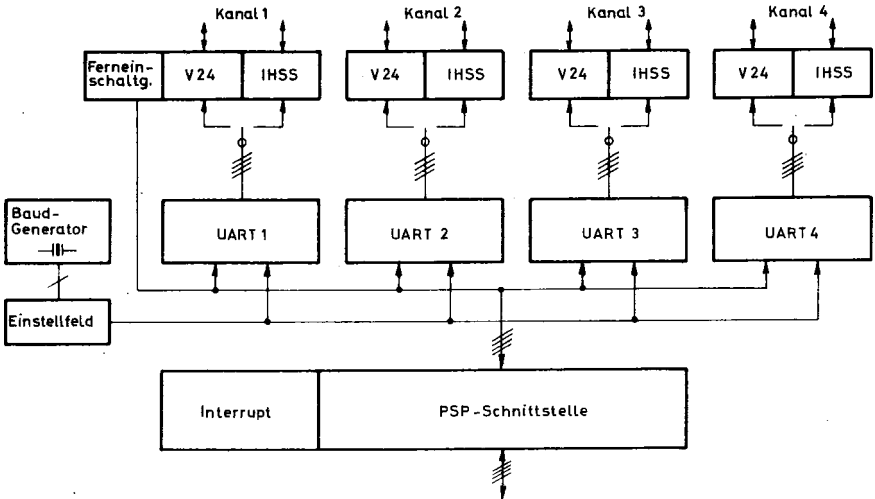 Kanal 1
Kanal 2
Kanal 3
Kanal 4
Fernein-
schaltg.
V24
IHSS
V24
IHSS
V24
IHSS
V24
IHSS
Baud-
Generator
UART 1
UART 2
UART 3
UART 4
Einstellfeld
Interrupt
PSP-Schnittstelle